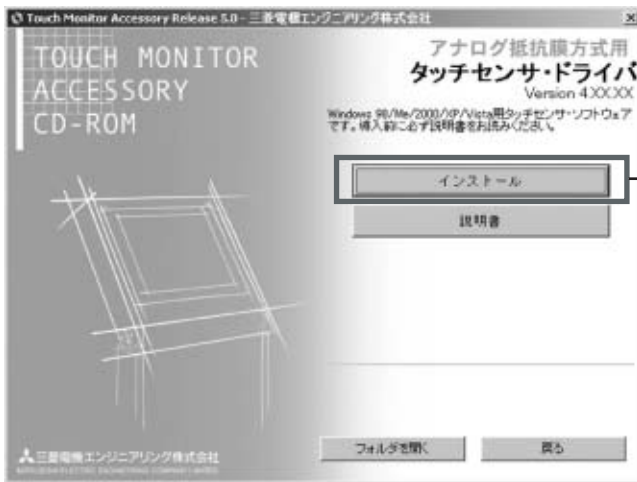 Touch Monitor Accessory Release 5.0 - 三菱電機エンジニアリング株式会社
TOUCH MONITOR
ACCESSORY
CD-ROM
アナログ抵抗膜方式用
タッチセンサ・ドライバ
Version 4.XX.XX
Windows 98/Me/2000/XP/Vista用タッチセンサ・ソフトウェア
です。導入前に必ず説明書をお読みください。
インストール
説明書
フォルダを開く
戻る
三菱電機エンジニアリング株式会社
MITSUBISHI ELECTRIC ENGINEERING COMPANY LIMITED